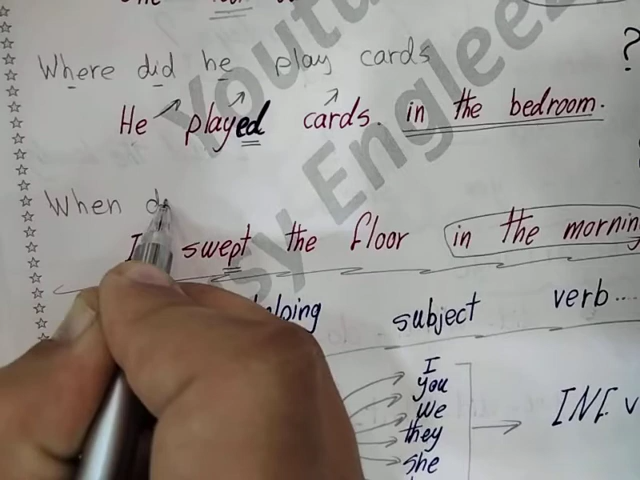 Where did he play cards ?
He played cards. in the bedroom.
When d
I swept the floor in the mornin
subject verb...
I
you
we
they
she
INF. v